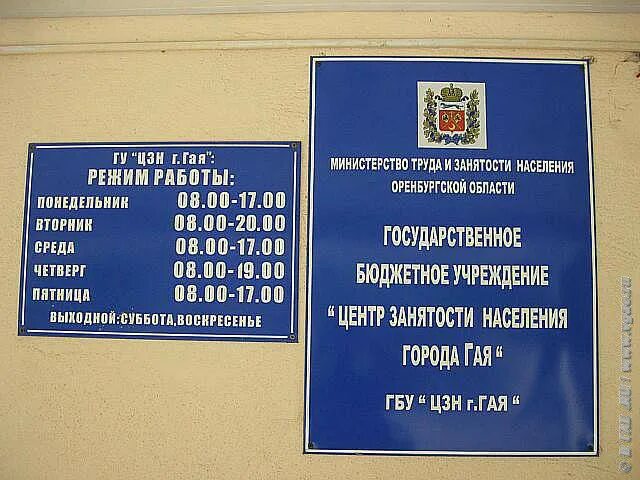 ГУ "ЦЗН г.Гая":
РЕЖИМ РАБОТЫ:
ПОНЕДЕЛЬНИК 08.00-17.00
ВТОРНИК 08.00-20.00
СРЕДА 08.00-17.00
ЧЕТВЕРГ 08.00-19.00
ПЯТНИЦА 08.00-17.00
ВЫХОДНОЙ:СУББОТА,ВОСКРЕСЕНЬЕ
МИНИСТЕРСТВО ТРУДА И ЗАНЯТОСТИ НАСЕЛЕНИЯ
ОРЕНБУРГСКОЙ ОБЛАСТИ
ГОСУДАРСТВЕННОЕ
БЮДЖЕТНОЕ УЧРЕЖДЕНИЕ
" ЦЕНТР ЗАНЯТОСТИ НАСЕЛЕНИЯ
ГОРОДА ГАЯ "
ГБУ " ЦЗН г.ГАЯ "